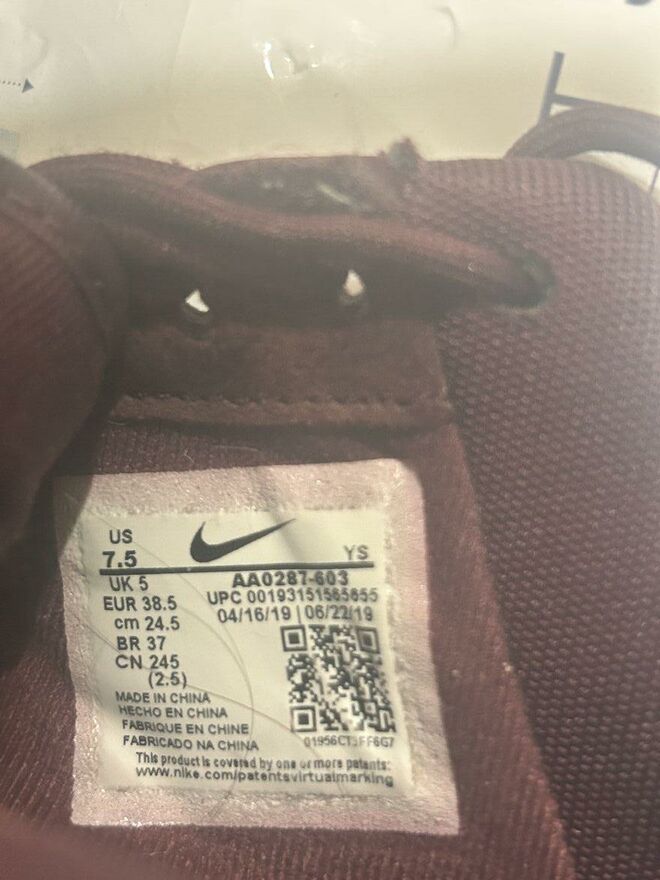 US
7.5
YS
UK 5
AA0287-603
EUR 38.5
UPC 00193151565655
cm 24.5
04/16/19 | 06/22/19
BR 37
CN 245
(2.5)
MADE IN CHINA
HECHO EN CHINA
FABRIQUE EN CHINE
FABRICADO NA CHINA
This product is covered by one or more patents:
www.nike.com/patentsvirtualmarking